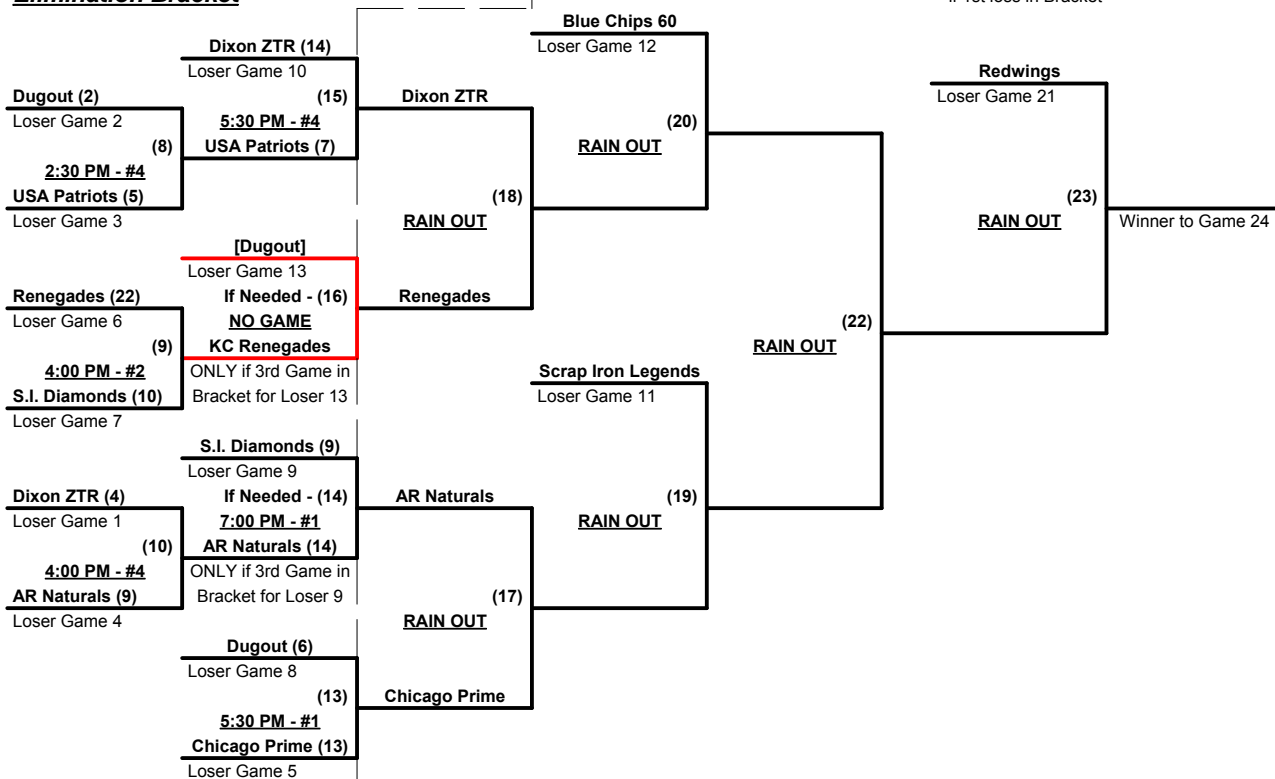 Elimination Bracket
If 1st loss in Bracket
Blue Chips 60
Loser Game 12
Dixon ZTR (14)
Loser Game 10
Redwings
Loser Game 21
Dugout (2)
Loser Game 2
(15)
5:30 PM - #4
Dixon ZTR
(20)
RAIN OUT
(8)
2:30 PM - #4
USA Patriots (7)
USA Patriots (5)
Loser Game 3
(18)
RAIN OUT
(23)
RAIN OUT
Winner to Game 24
[Dugout]
Loser Game 13
Renegades (22)
Loser Game 6
If Needed - (16)
NO GAME
Renegades
(22)
RAIN OUT
(9)
4:00 PM - #2
KC Renegades
ONLY if 3rd Game in
Bracket for Loser 13
S.I. Diamonds (10)
Loser Game 7
Scrap Iron Legends
Loser Game 11
S.I. Diamonds (9)
Loser Game 9
Dixon ZTR (4)
Loser Game 1
If Needed - (14)
7:00 PM - #1
AR Naturals
(19)
RAIN OUT
(10)
4:00 PM - #4
AR Naturals (14)
ONLY if 3rd Game in
Bracket for Loser 9
AR Naturals (9)
Loser Game 4
(17)
RAIN OUT
Dugout (6)
Loser Game 8
(13)
5:30 PM - #1
Chicago Prime
Chicago Prime (13)
Loser Game 5